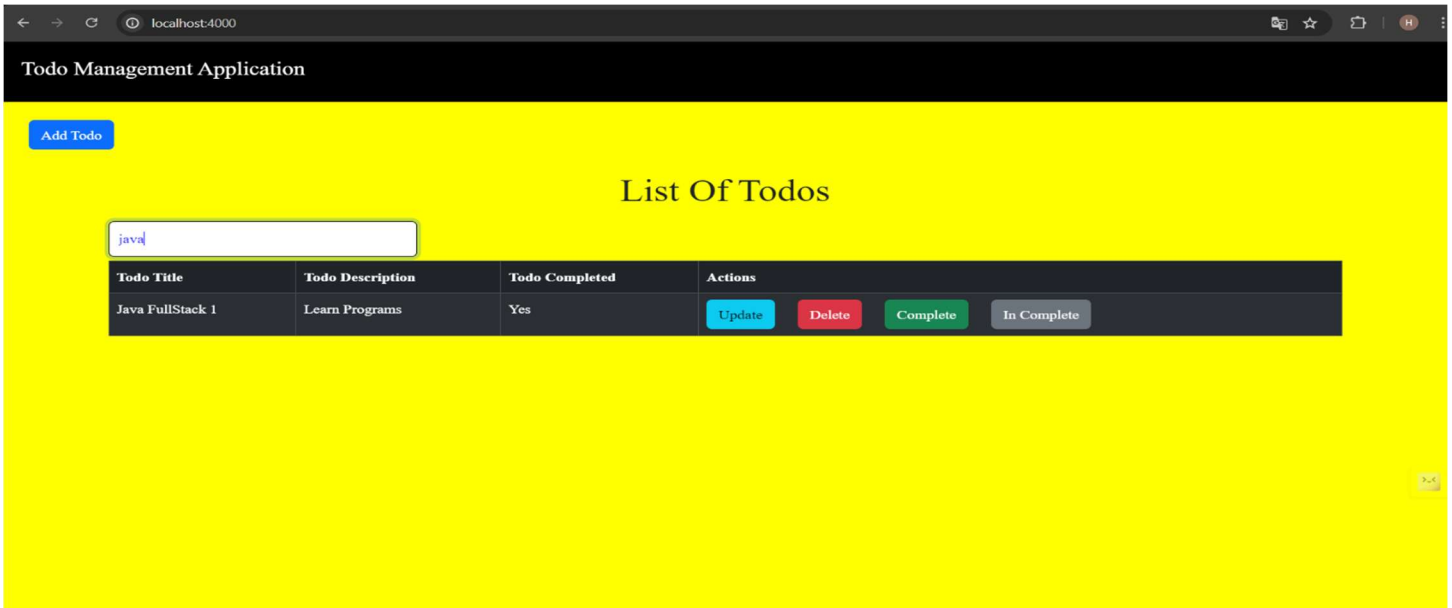 localhost:4000
H
Todo Management Application
Add Todo
List Of Todos
java
Todo Title Todo Description Todo Completed Actions
Java FullStack 1 Learn Programs Yes Update Delete Complete In Complete